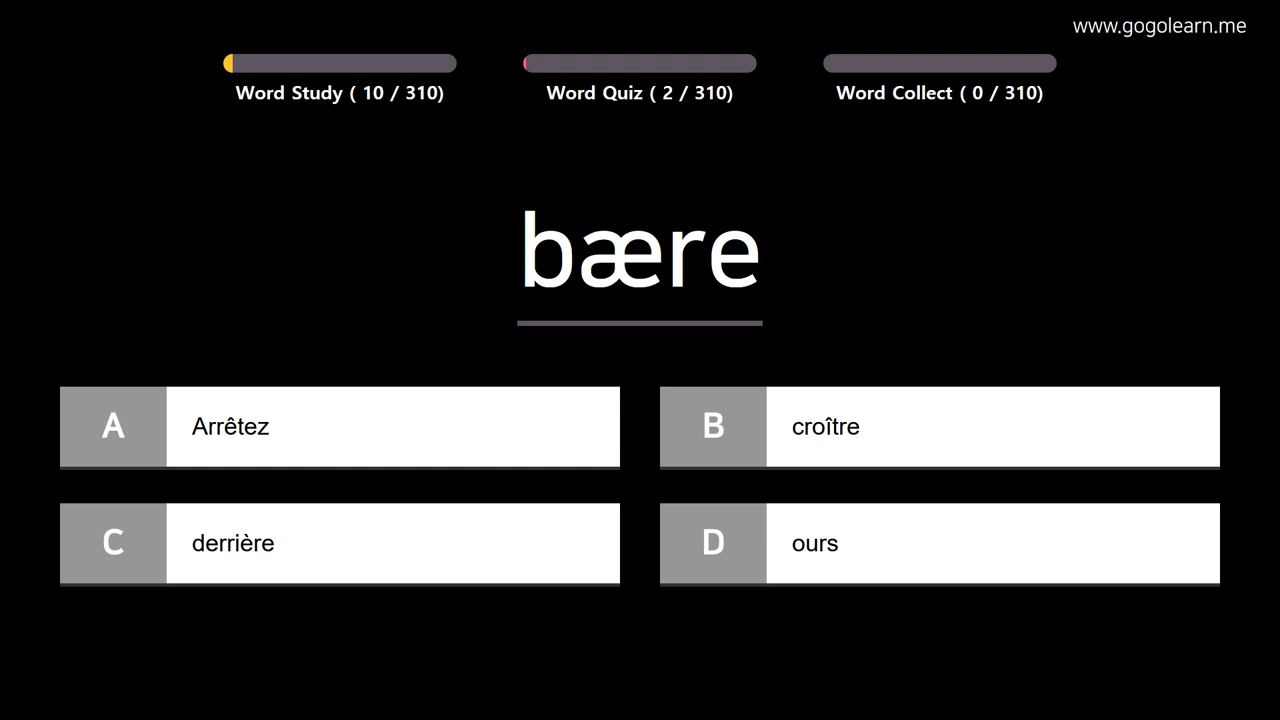 www.gogolearn.me
Word Study ( 10 / 310)
Word Quiz ( 2 / 310)
Word Collect ( 0 / 310)
bære
A Arrêtez
B croître
C derrière
D ours